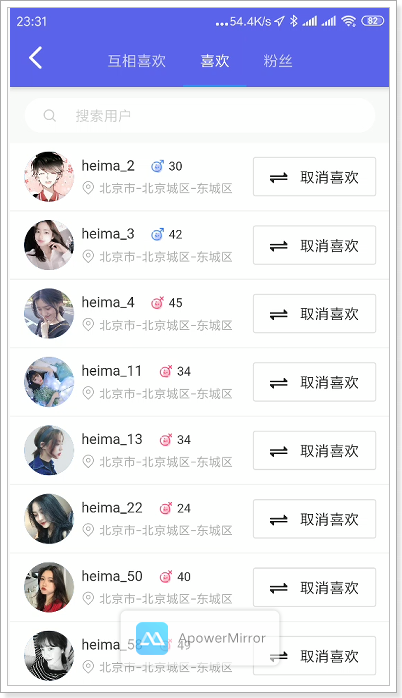 23:31 ...54.4K/s 82
互相喜欢 喜欢 粉丝
搜索用户
heima_2 30
北京市-北京城区-东城区
取消喜欢
heima_3 42
北京市-北京城区-东城区
取消喜欢
heima_4 45
北京市-北京城区-东城区
取消喜欢
heima_11 34
北京市-北京城区-东城区
取消喜欢
heima_13 34
北京市-北京城区-东城区
取消喜欢
heima_22 24
北京市-北京城区-东城区
取消喜欢
heima_50 40
北京市-北京城区-东城区
取消喜欢
heima_58 49
北京市-北京城区-东城区
取消喜欢
ApowerMirror